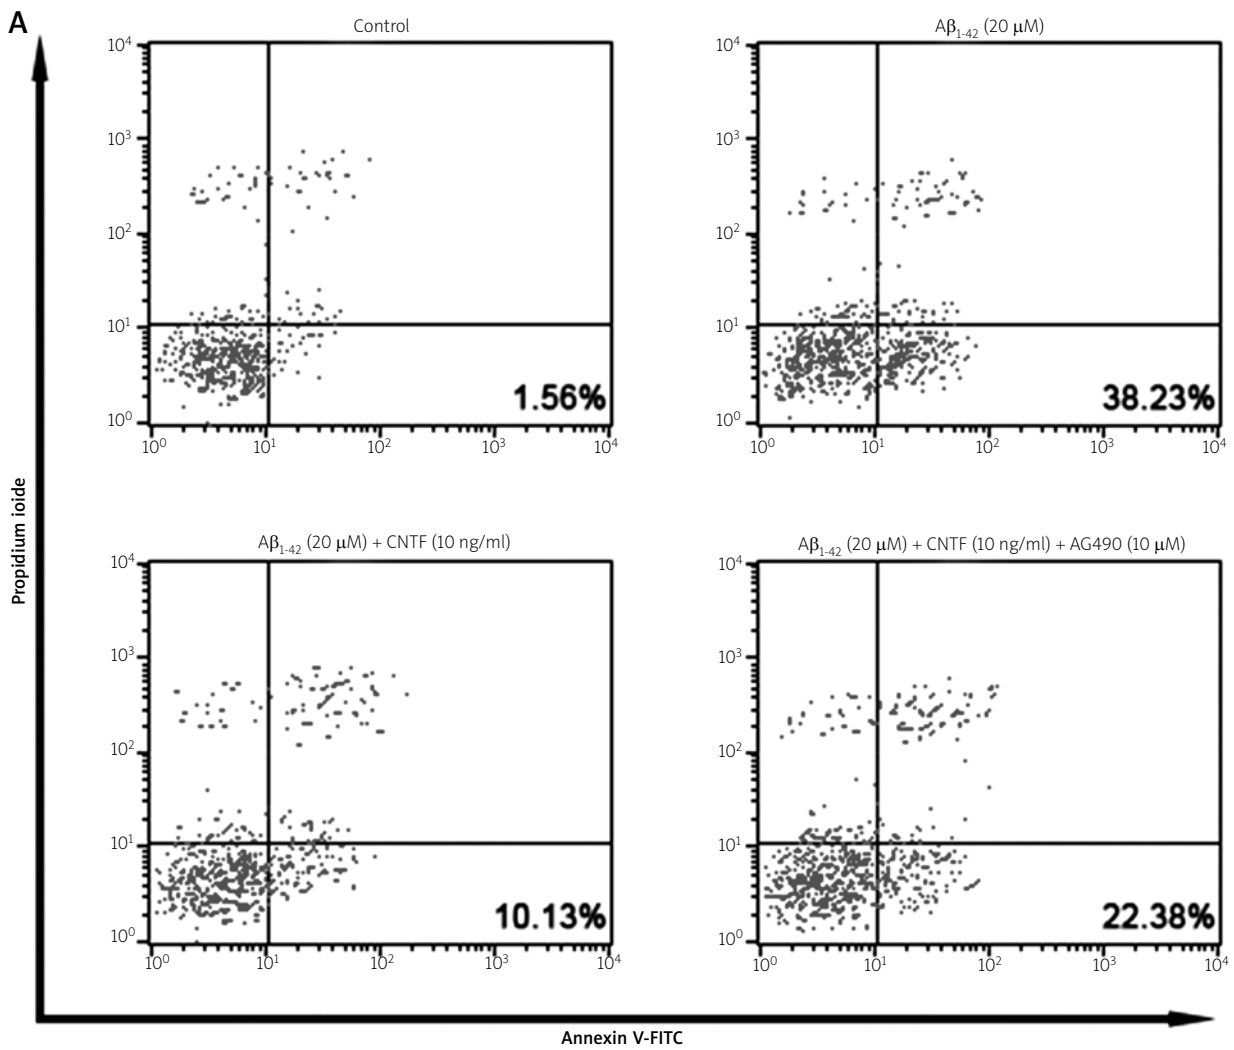 A
Control
10⁴
10³
10²
10¹
10⁰
1.56%
10⁰ 10¹ 10² 10³ 10⁴
Aβ₁₋₄₂ (20 μM)
10⁴
10³
10²
10¹
10⁰
38.23%
10⁰ 10¹ 10² 10³ 10⁴
Propidium ioide
Aβ₁₋₄₂ (20 μM) + CNTF (10 ng/ml)
10⁴
10³
10²
10¹
10⁰
10.13%
10⁰ 10¹ 10² 10³ 10⁴
Aβ₁₋₄₂ (20 μM) + CNTF (10 ng/ml) + AG490 (10 μM)
10⁴
10³
10²
10¹
10⁰
22.38%
10⁰ 10¹ 10² 10³ 10⁴
Annexin V-FITC